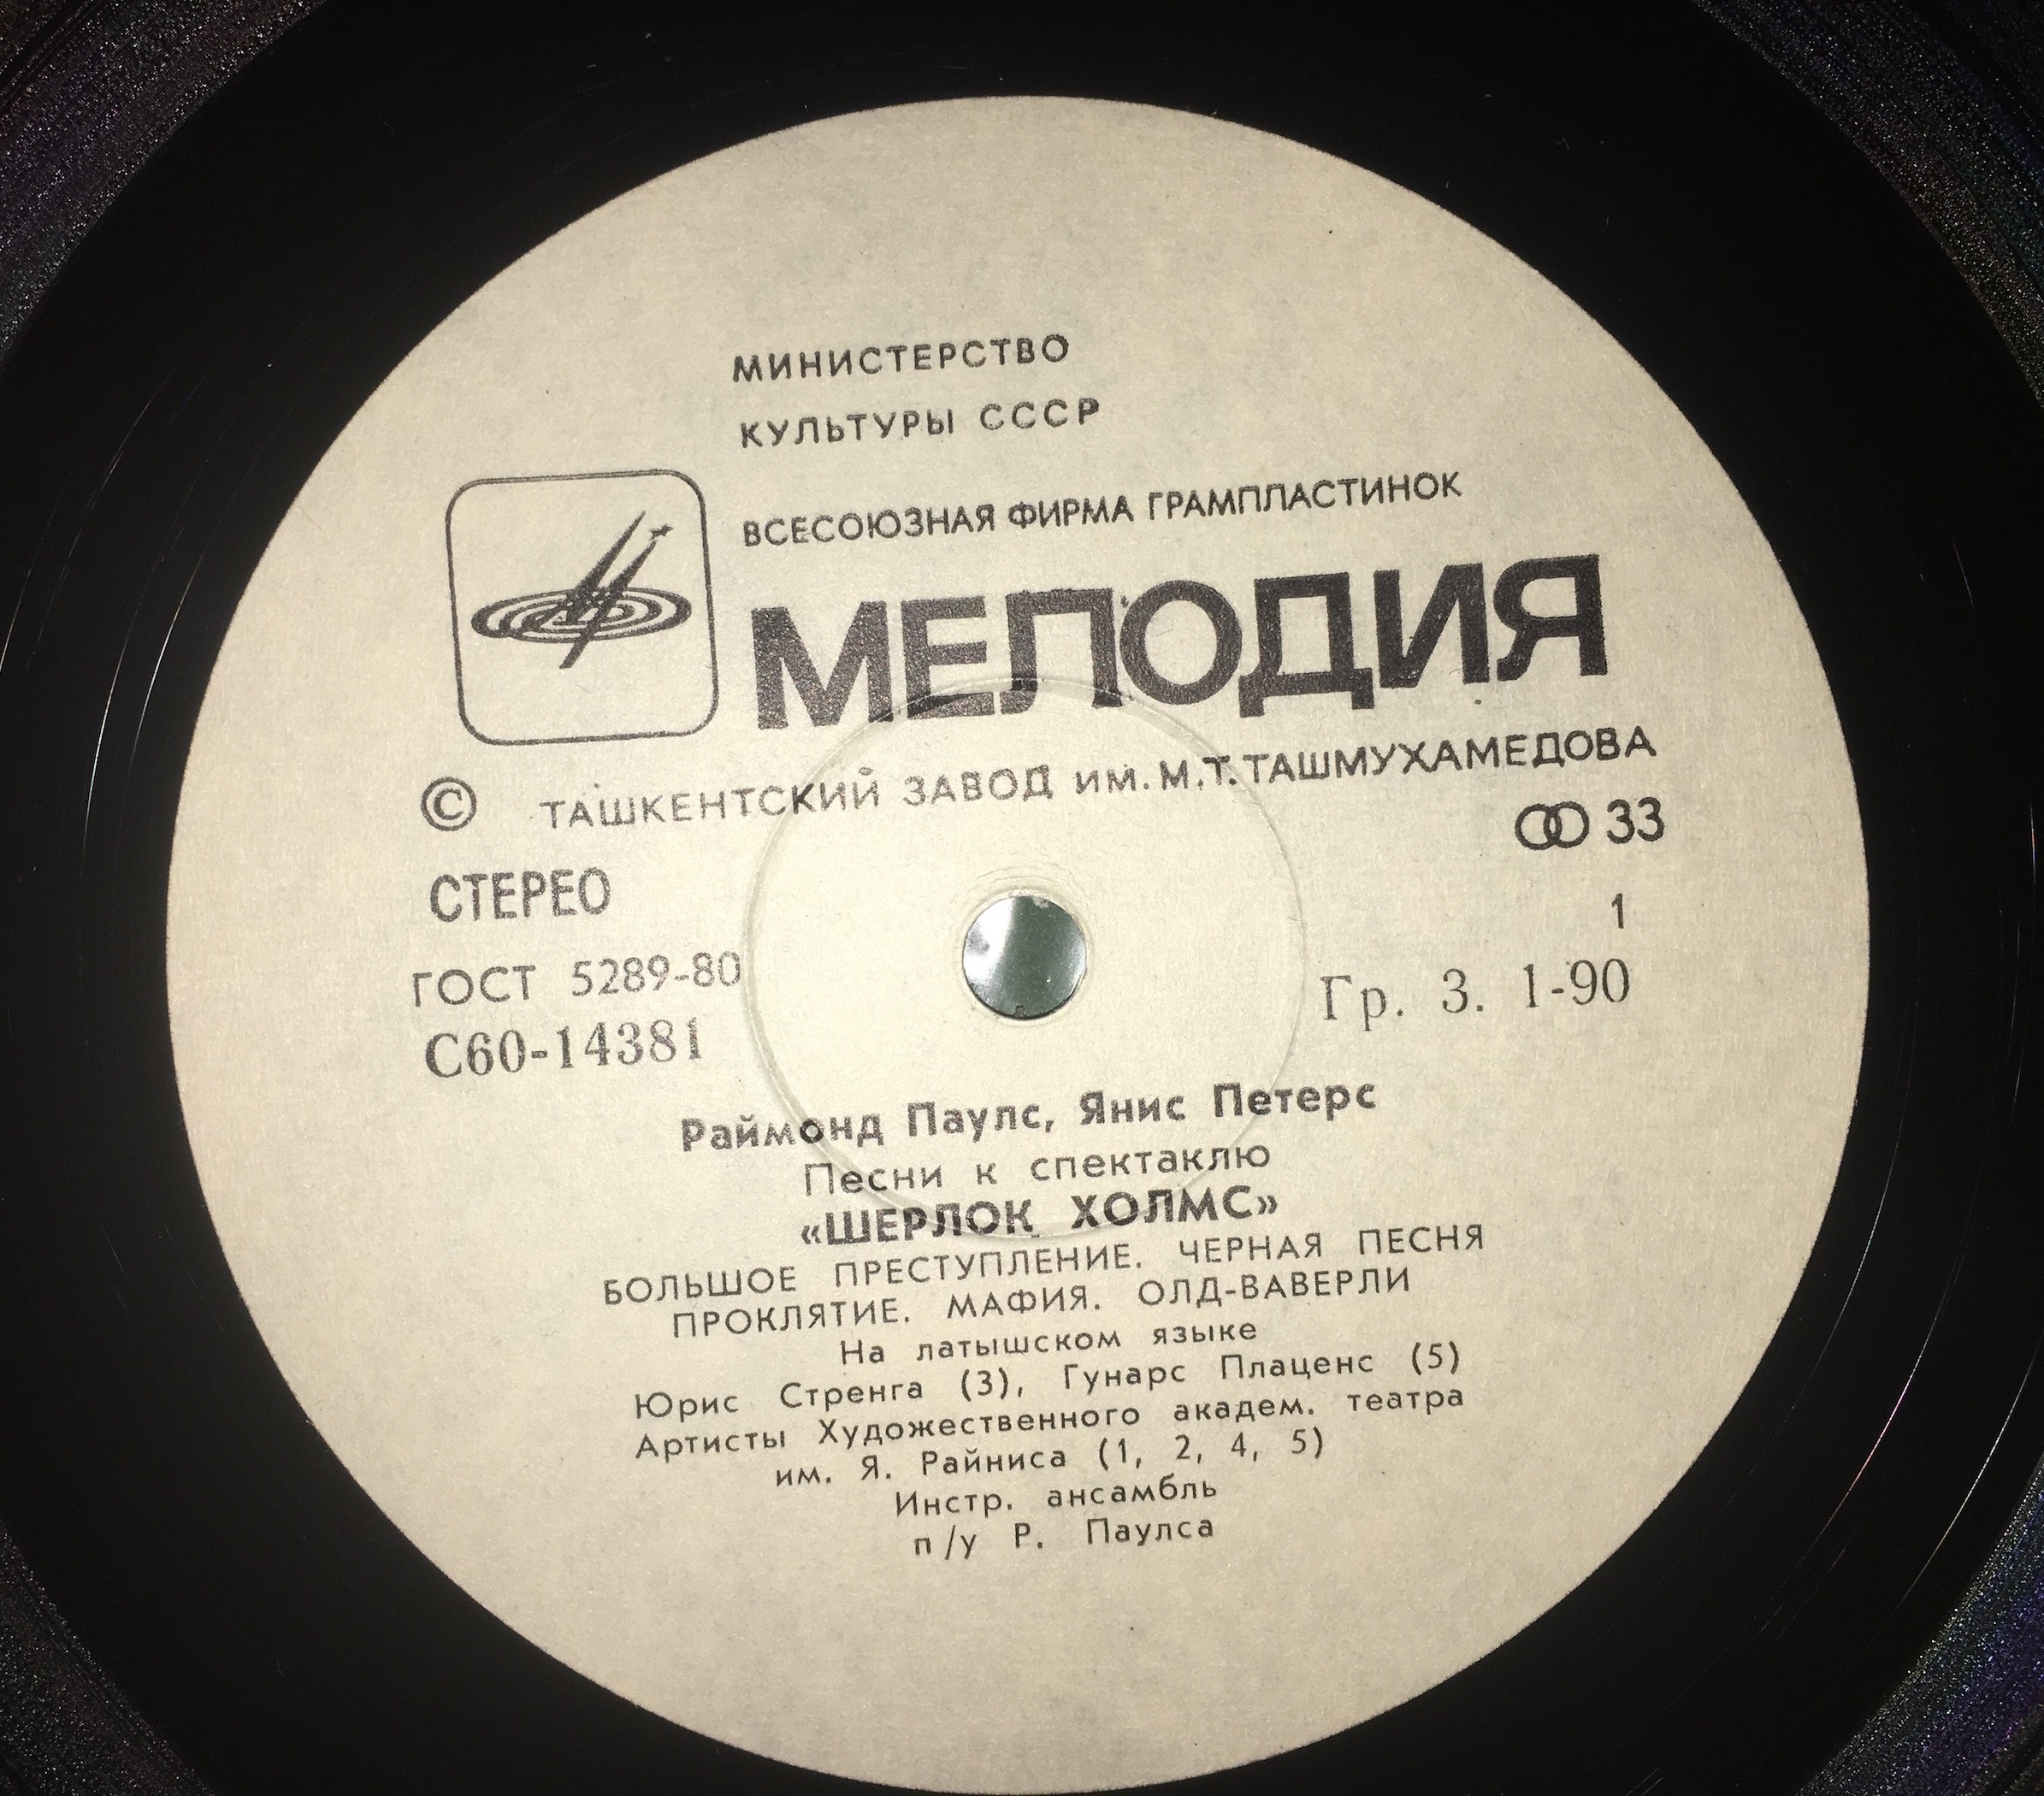 МИНИСТЕРСТВО
КУЛЬТУРЫ СССР
ВСЕСОЮЗНАЯ ФИРМА ГРАМПЛАСТИНОК
МЕЛОДИЯ
© ТАШКЕНТСКИЙ ЗАВОД ИМ. М.Т.ТАШМУХАМЕДОВА
33
СТЕРЕО
1
ГОСТ 5289-80
Гр. 3. 1-90
С60-14381
Раймонд Паулс, Янис Петерс
Песни к спектаклю
«ШЕРЛОК ХОЛМС»
БОЛЬШОЕ ПРЕСТУПЛЕНИЕ. ЧЕРНАЯ ПЕСНЯ
ПРОКЛЯТИЕ. МАФИЯ. ОЛД-ВАВЕРЛИ
На латышском языке
Юрис Стренга (3), Гунарс Плаценс (5)
Артисты Художественного академ. театра
им. Я. Райниса (1, 2, 4, 5)
Инстр. ансамбль
п/у Р. Паулса